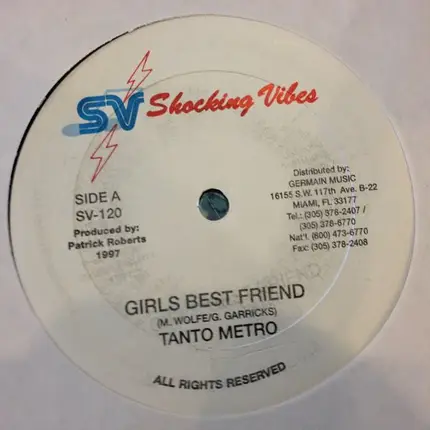 SV Shocking Vibes
SIDE A
SV-120
Produced by:
Patrick Roberts
1997
Distributed by:
GERMAIN MUSIC
16155 S.W. 117th Ave. B-22
MIAMI, FL 33177
Tel.: (305) 378-2407 /
(305) 378-6770
Nat'l. (800) 473-6770
Fax: (305) 378-2408
GIRLS BEST FRIEND
(M. WOLFE/G. GARRICKS)
TANTO METRO
ALL RIGHTS RESERVED